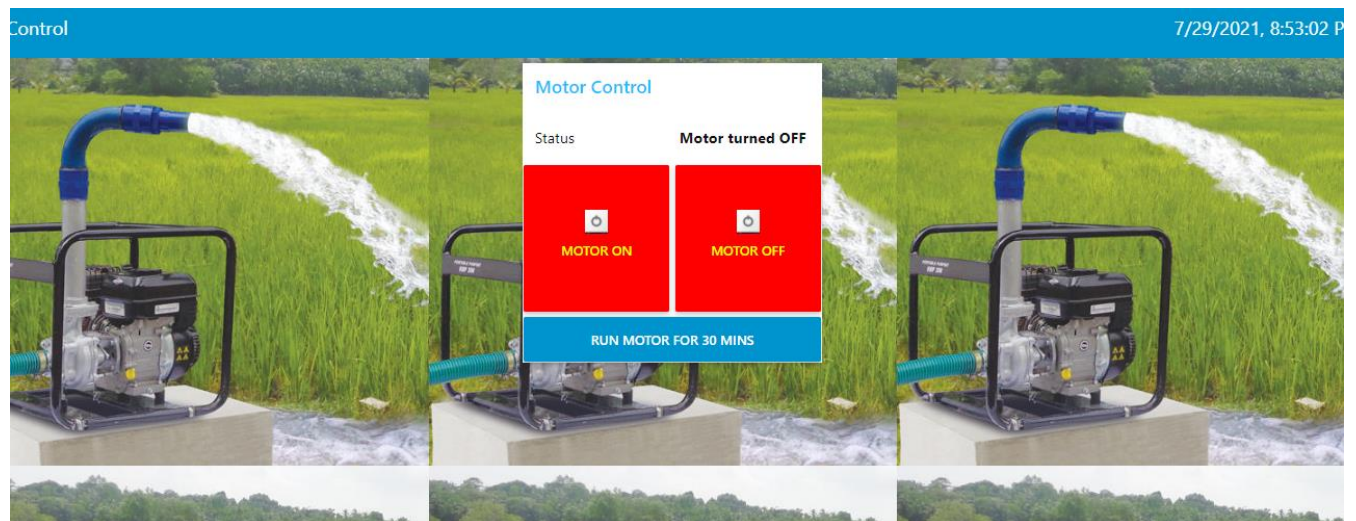 Control
7/29/2021, 8:53:02 P
Motor Control
Status Motor turned OFF
MOTOR ON
MOTOR OFF
RUN MOTOR FOR 30 MINS